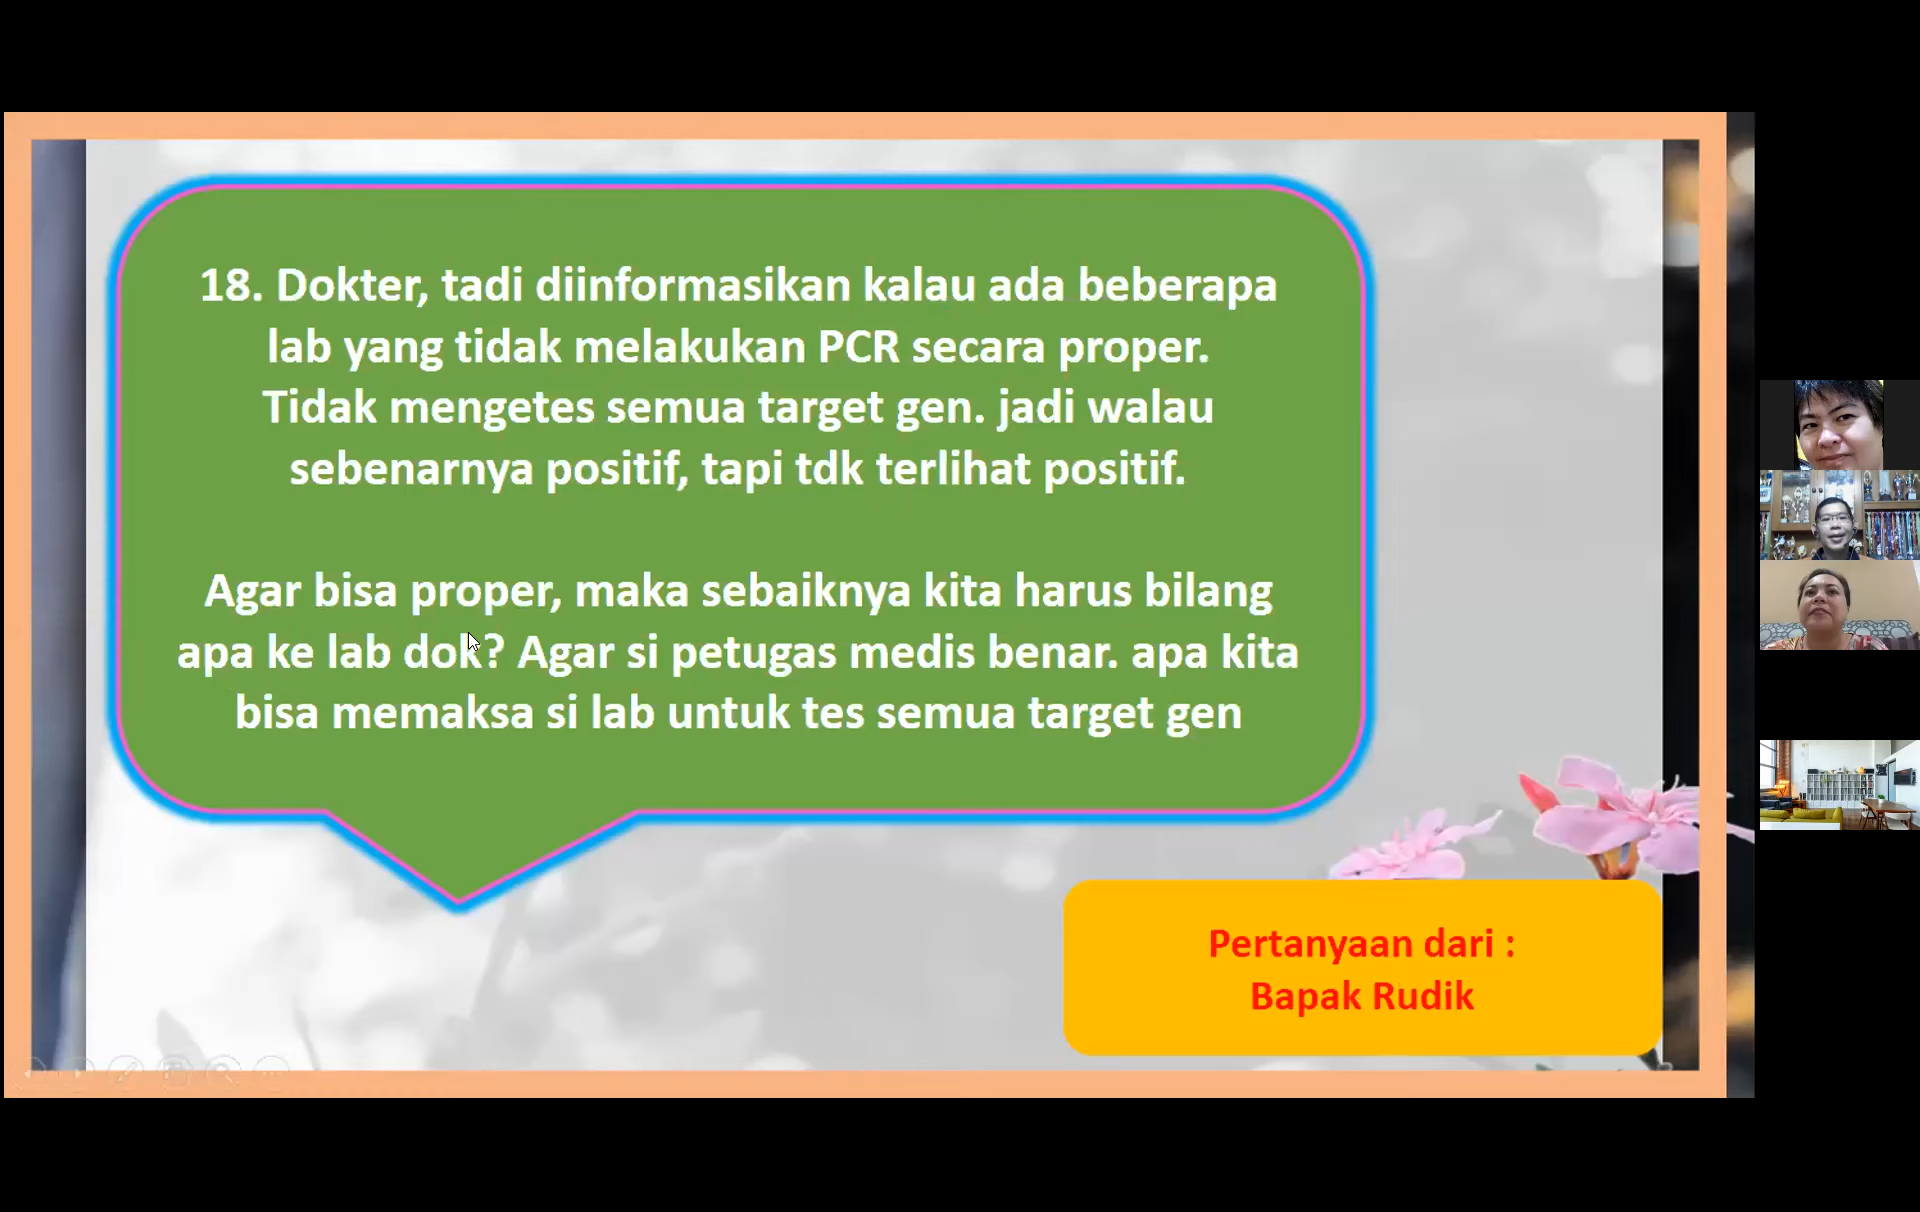 18. Dokter, tadi diinformasikan kalau ada beberapa
lab yang tidak melakukan PCR secara proper.
Tidak mengetes semua target gen. jadi walau
sebenarnya positif, tapi tdk terlihat positif.
Agar bisa proper, maka sebaiknya kita harus bilang
apa ke lab dok? Agar si petugas medis benar. apa kita
bisa memaksa si lab untuk tes semua target gen
Pertanyaan dari :
Bapak Rudik